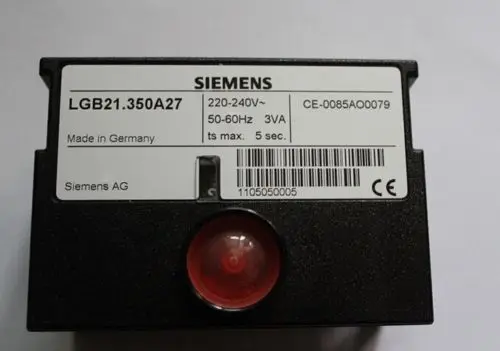 SIEMENS
LGB21.350A27
220-240V~
CE-0085AO0079
50-60Hz 3VA
Made in Germany
ts max. 5 sec.
Siemens AG
1105050005
CE